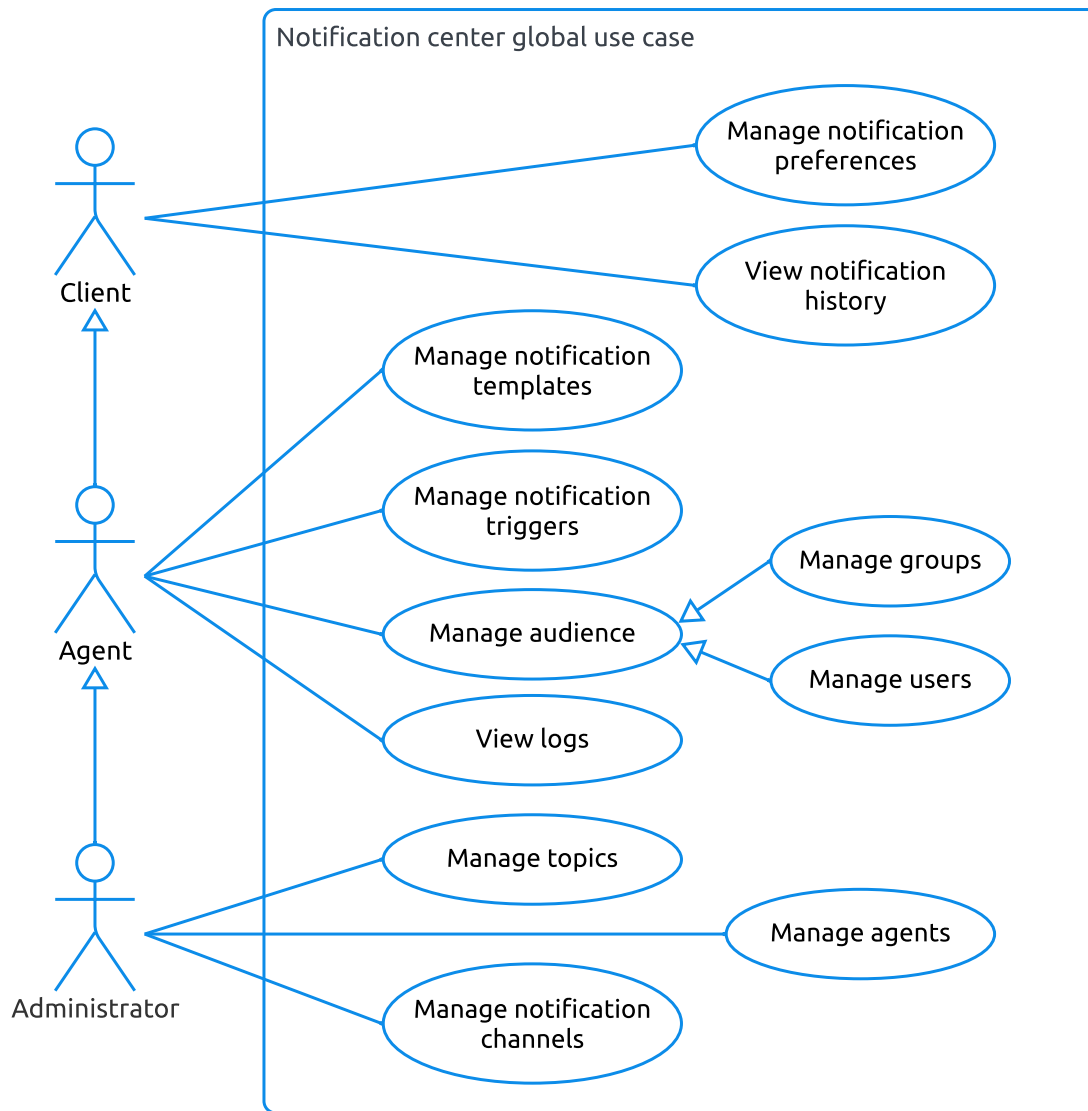 Notification center global use case
Manage notification
preferences
View notification
history
Client
Manage notification
templates
Manage notification
triggers
Manage groups
Manage audience
Agent
Manage users
View logs
Manage topics
Manage agents
Administrator
Manage notification
channels